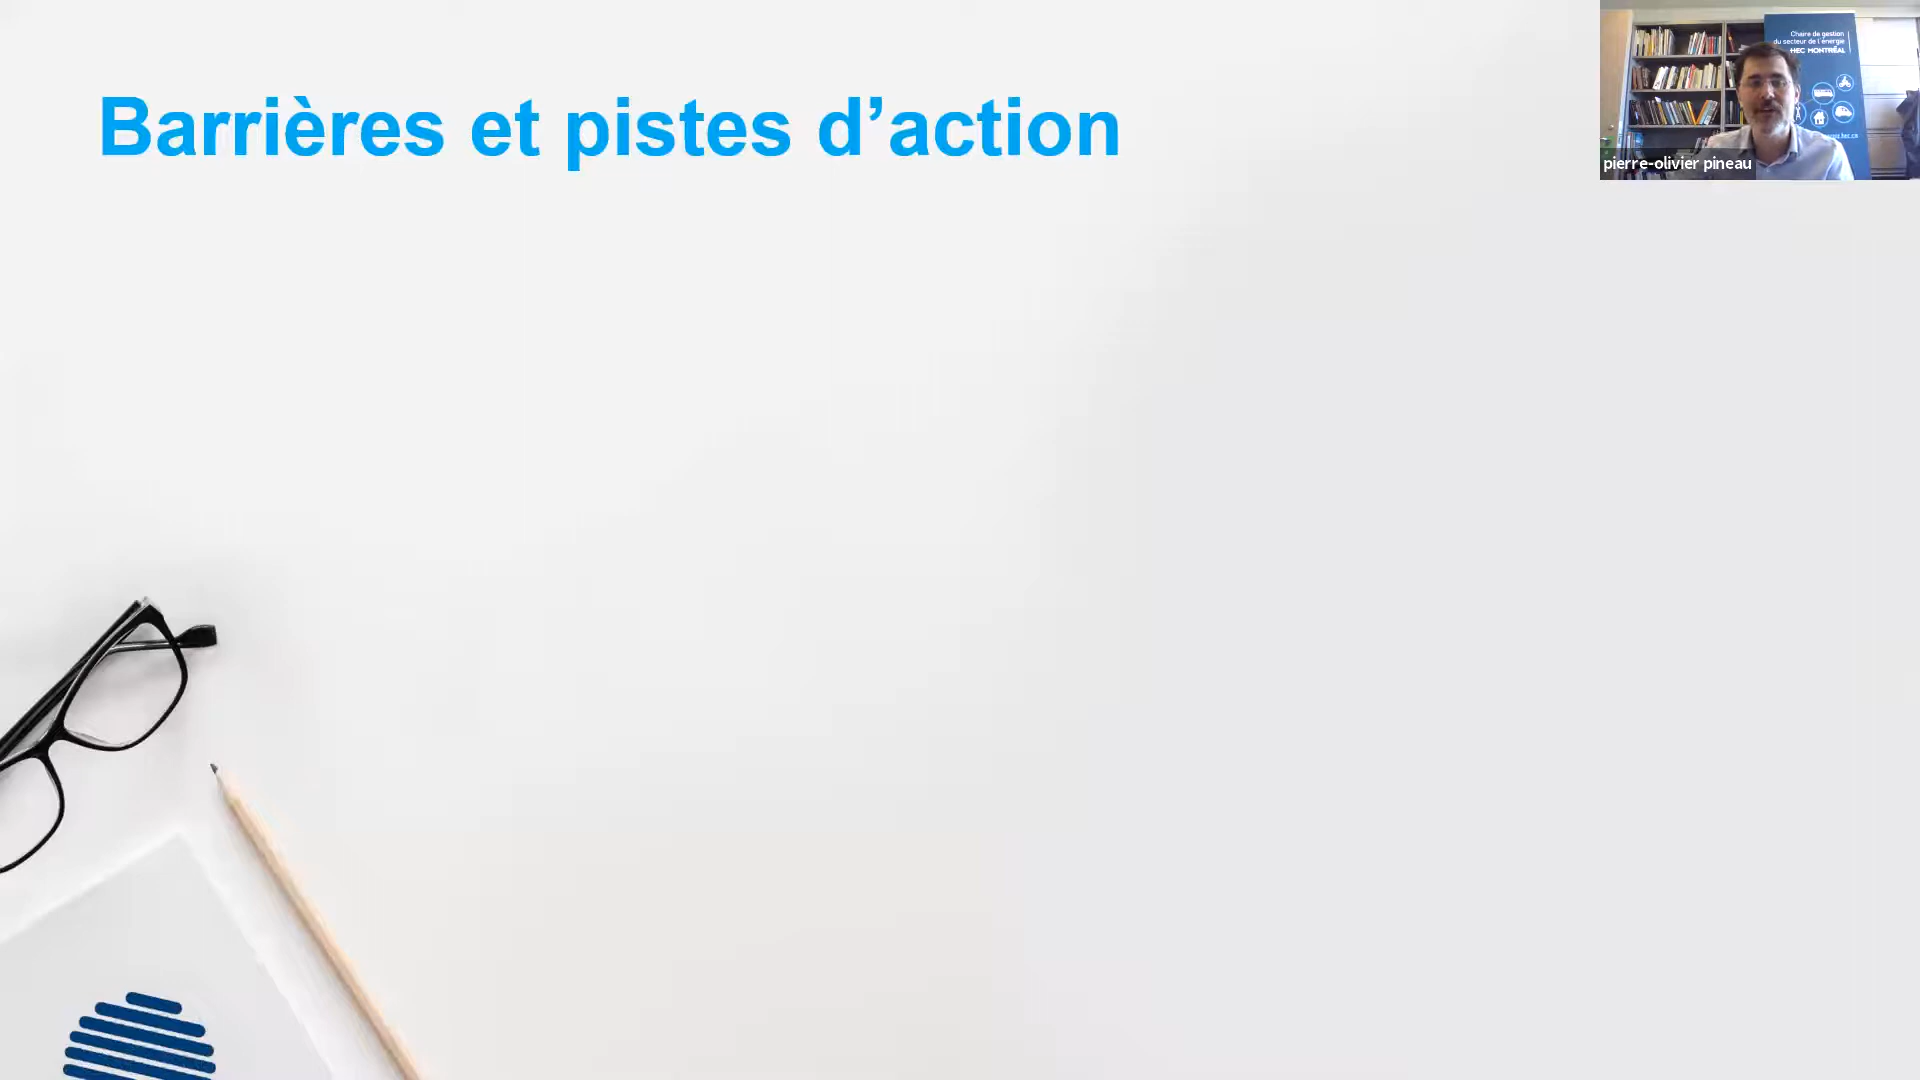 Barrières et pistes d’action
Chaire de gestion
du secteur de l'énergie
HEC MONTRÉAL
pierre-olivier pineau